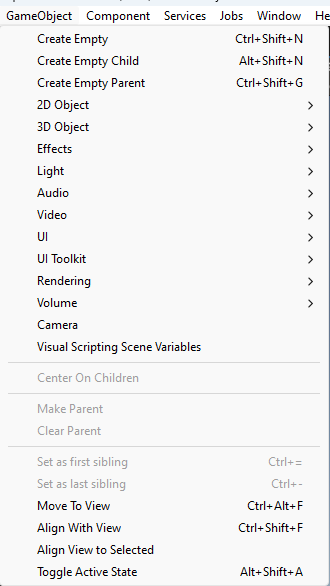 GameObject Component Services Jobs Window He
Create Empty Ctrl+Shift+N
Create Empty Child Alt+Shift+N
Create Empty Parent Ctrl+Shift+G
2D Object
3D Object
Effects
Light
Audio
Video
UI
UI Toolkit
Rendering
Volume
Camera
Visual Scripting Scene Variables
Center On Children
Make Parent
Clear Parent
Set as first sibling Ctrl+=
Set as last sibling Ctrl+-
Move To View Ctrl+Alt+F
Align With View Ctrl+Shift+F
Align View to Selected
Toggle Active State Alt+Shift+A